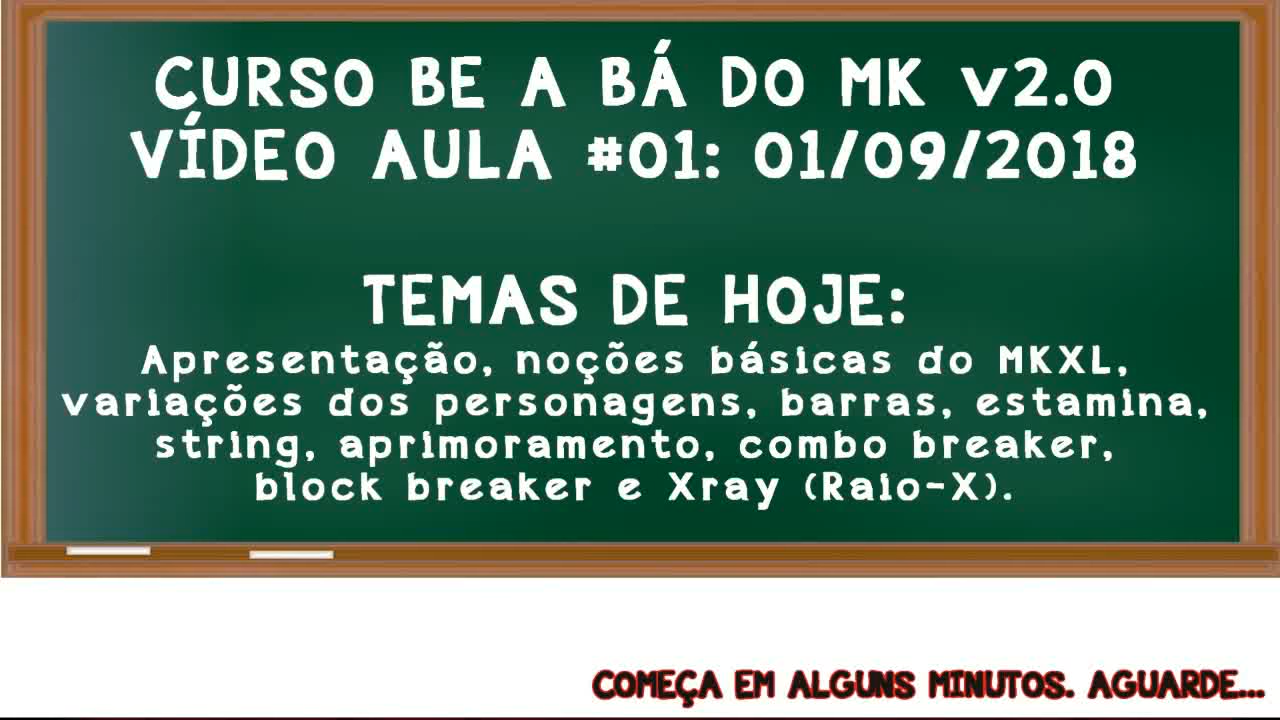 CURSO BE A BÁ DO MK v2.0
VÍDEO AULA #01: 01/09/2018
TEMAS DE HOJE:
Apresentação, noções básicas do MKXL,
variações dos personagens, barras, estamina,
string, aprimoramento, combo breaker,
block breaker e Xray (Raio-X).
COMEÇA EM ALGUNS MINUTOS. AGUARDE...